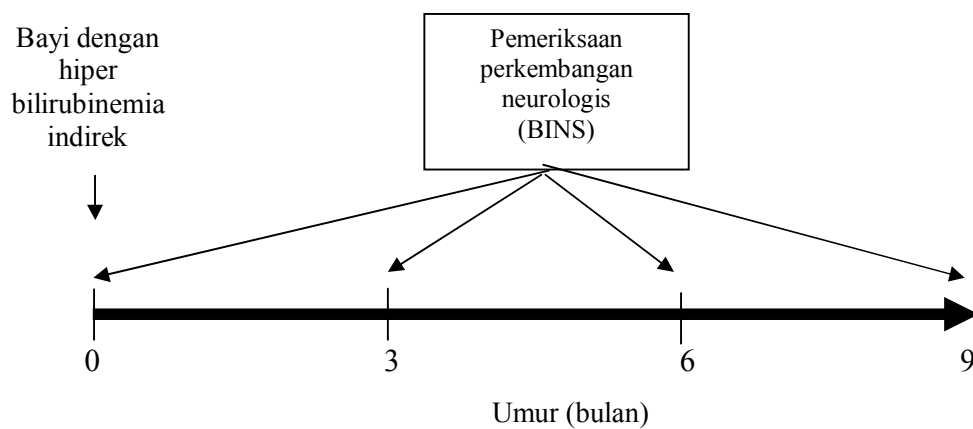 Bayi dengan
hiper
bilirubinemia
indirek
Pemeriksaan
perkembangan
neurologis
(BINS)
0
3
6
9
Umur (bulan)